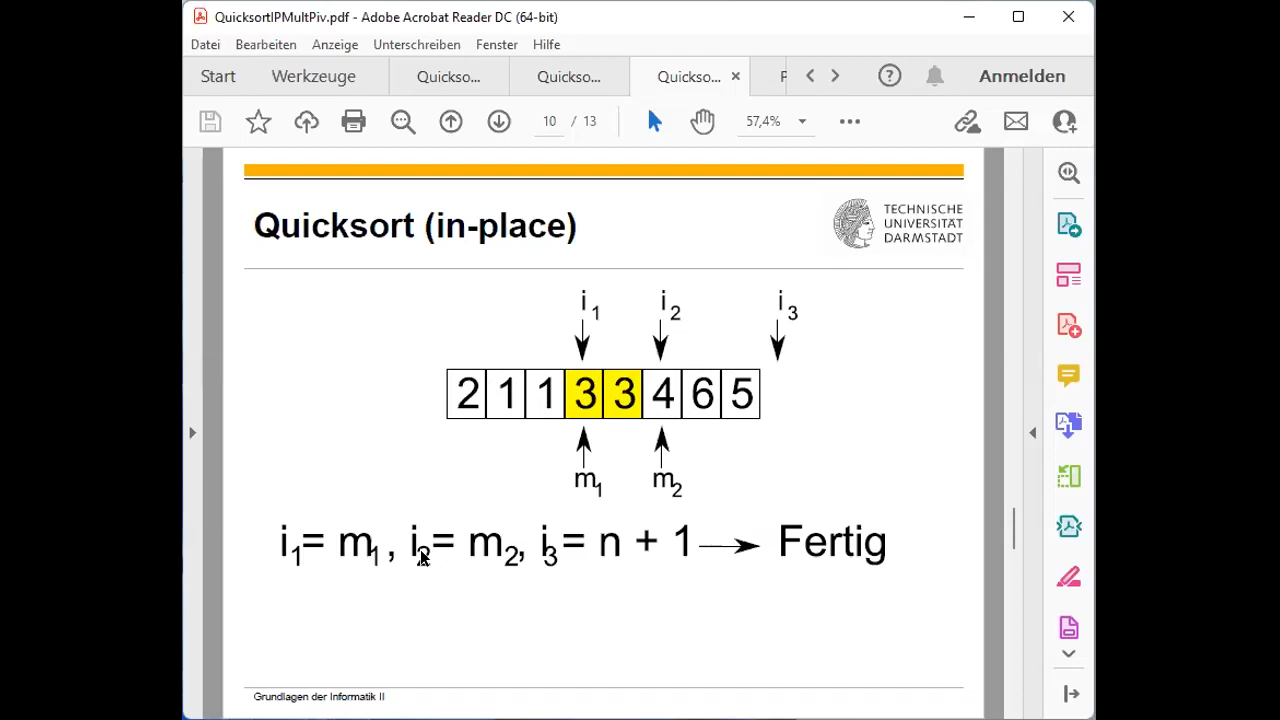 QuicksortIPMultPiv.pdf - Adobe Acrobat Reader DC (64-bit)
Datei Bearbeiten Anzeige Unterschreiben Fenster Hilfe
Start Werkzeuge Quickso... Quickso... Quickso... Anmelden
10 / 13 57,4%
Quicksort (in-place)
TECHNISCHE
UNIVERSITÄT
DARMSTADT
i1 i2 i3
2 1 1 3 3 4 6 5
m1 m2
i1= m1, i2= m2, i3= n + 1 → Fertig
Grundlagen der Informatik II